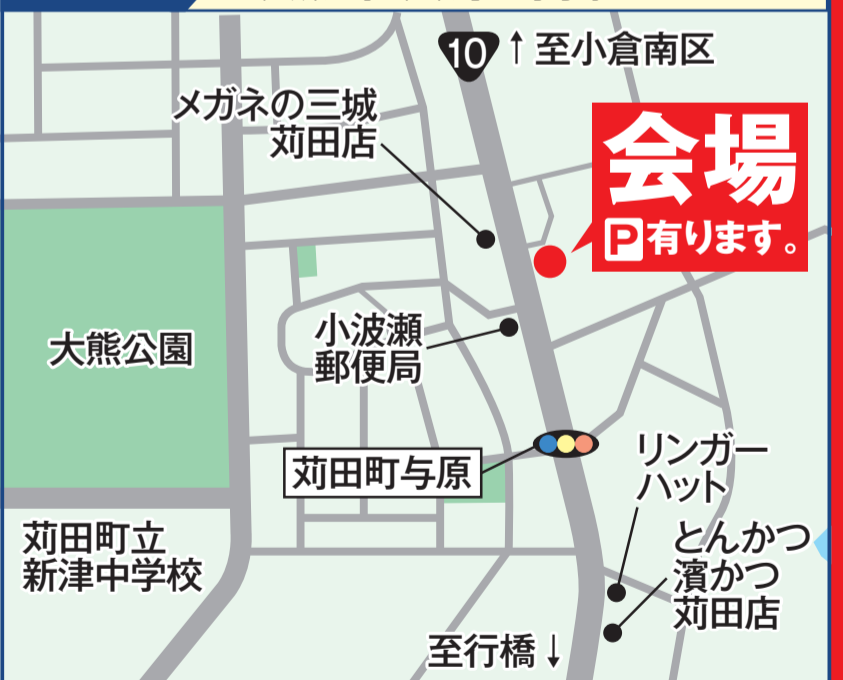 10
↑至小倉南区
メガネの三城
苅田店
会場
P有ります。
大熊公園
小波瀬
郵便局
苅田町与原
リンガー
ハット
苅田町立
新津中学校
とんかつ
濱かつ
苅田店
至行橋↓